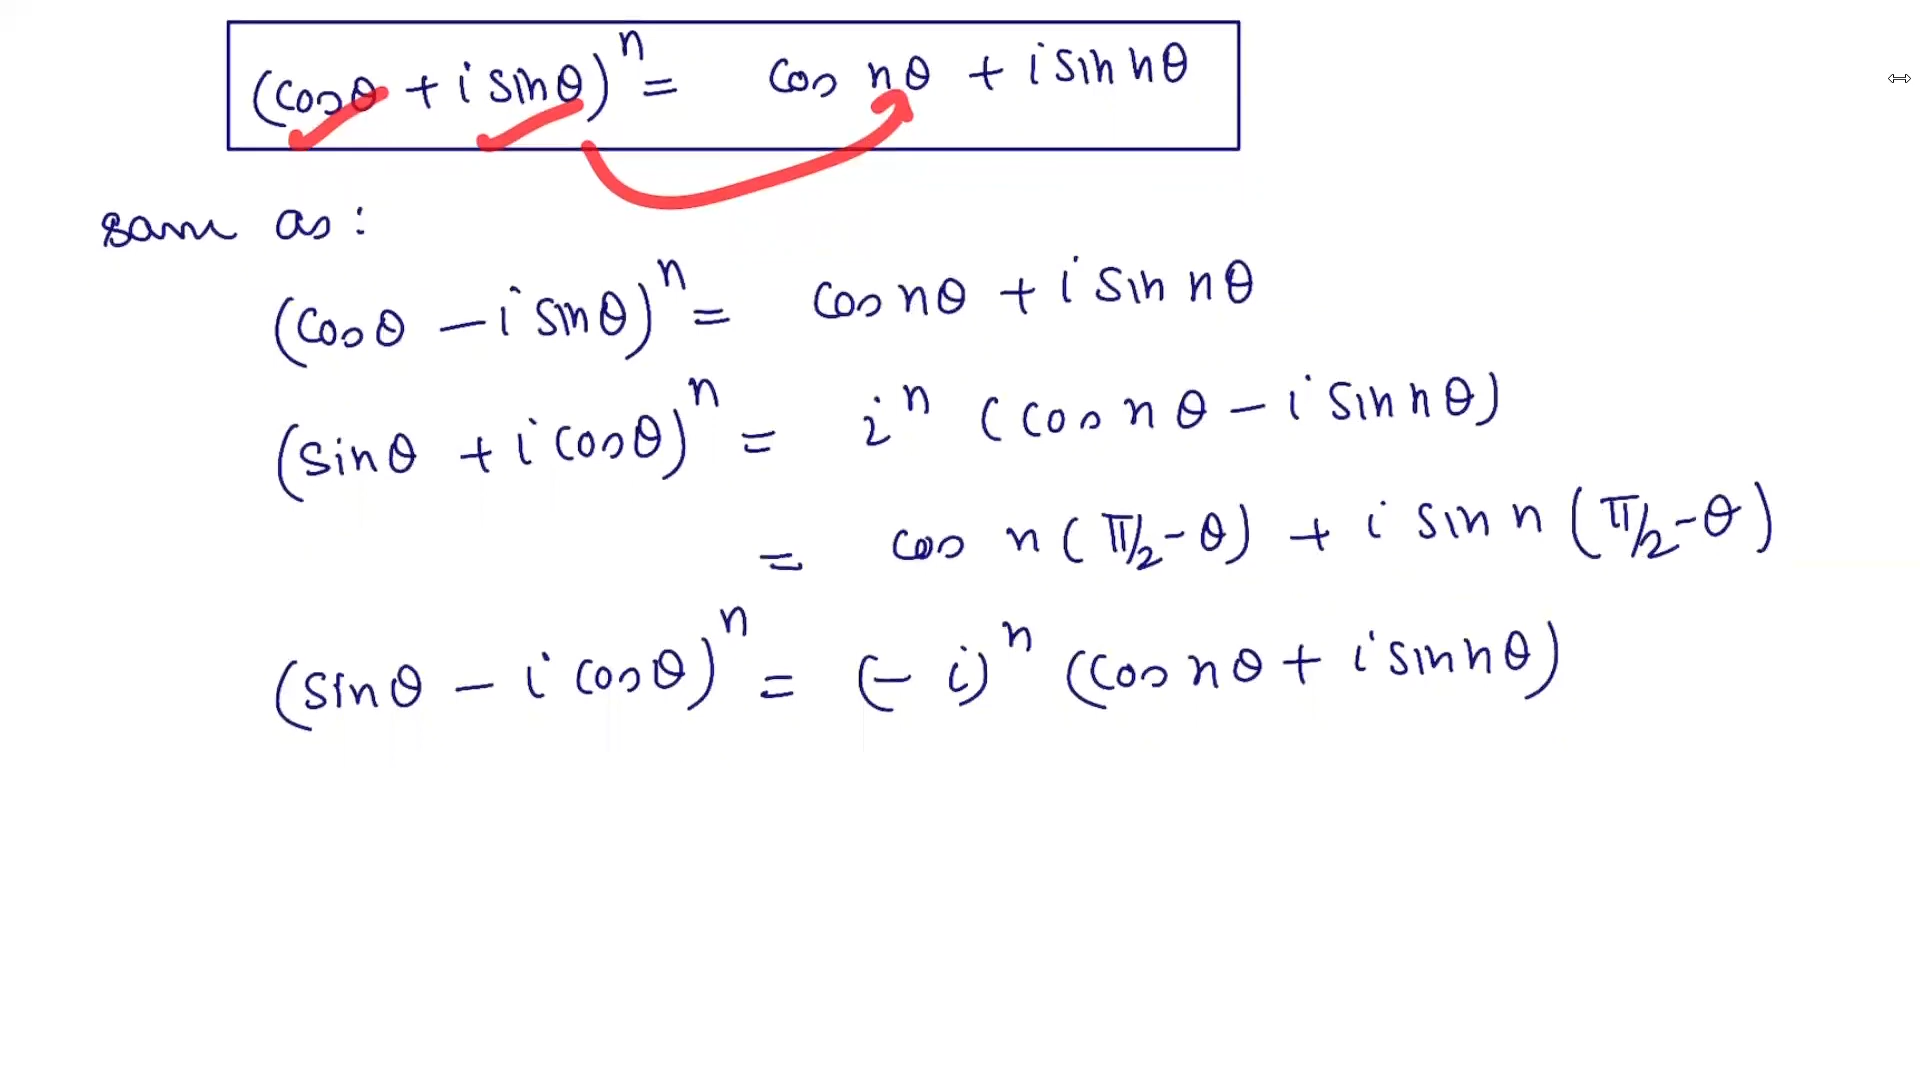 (cosθ + i sinθ)ⁿ = cos nθ + i sin nθ
same as:
(cosθ – i sinθ)ⁿ = cos nθ + i sin nθ
(sinθ + i cosθ)ⁿ = iⁿ (cos nθ – i sin nθ)
= cos n(π/2 - θ) + i sin n(π/2 - θ)
(sinθ – i cosθ)ⁿ = (– i)ⁿ (cos nθ + i sin nθ)